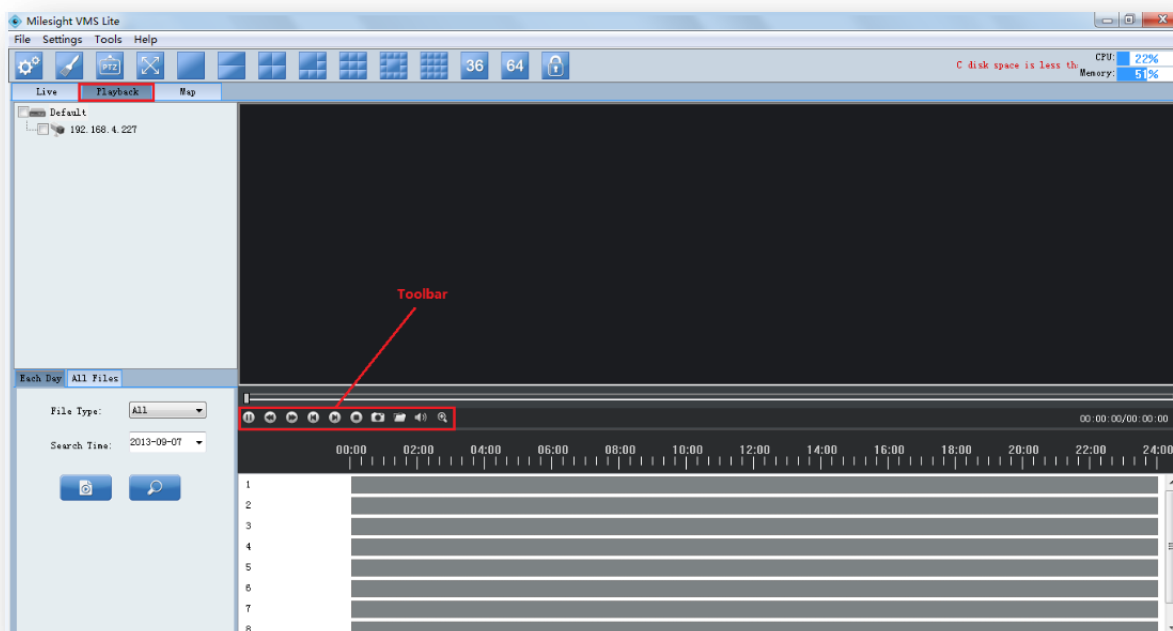 Milesight VMS Lite
File Settings Tools Help
PTZ 36 64
C disk space is less th
CPU: 22%
Memory: 51%
Live Playback Map
Default
192.168.4.227
Toolbar
Each Day All Files
File Type: All
Search Time: 2013-09-07
00:00:00/00:00:00
00:00 02:00 04:00 06:00 08:00 10:00 12:00 14:00 16:00 18:00 20:00 22:00 24:00
1
2
3
4
5
6
7
8